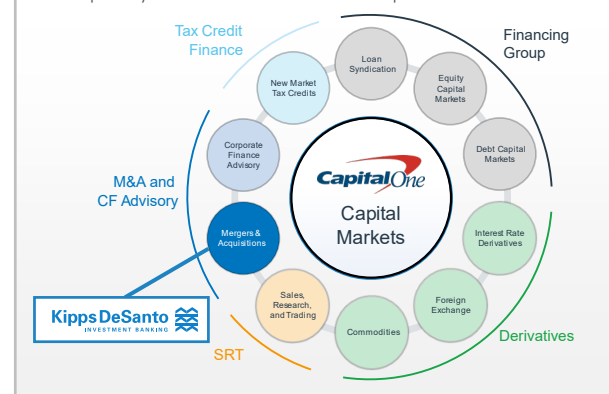 Tax Credit
Finance
Financing
Group
Loan
Syndication
New Market
Tax Credits
Equity
Capital
Markets
Corporate
Finance
Advisory
Debt Capital
Markets
CapitalOne
Capital
Markets
M&A and
CF Advisory
Mergers &
Acquisitions
Interest Rate
Derivatives
Sales,
Research,
and Trading
Foreign
Exchange
Commodities
KippsDeSanto
INVESTMENT BANKING
SRT
Derivatives